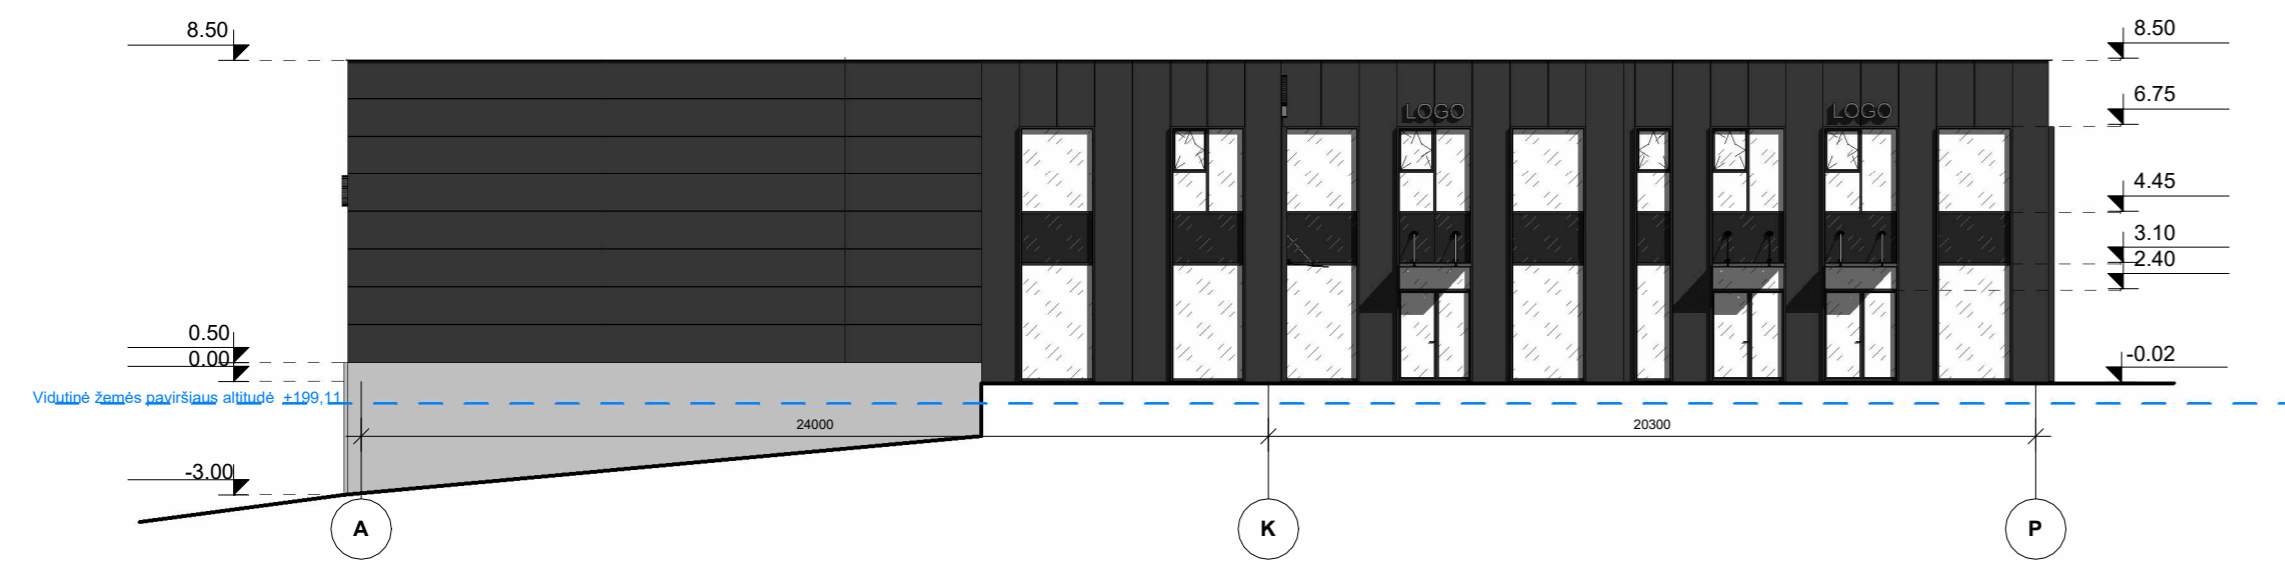 8.50
8.50
6.75
LOGO
LOGO
4.45
3.10
2.40
0.50
0.00
-0.02
Vidutinė žemės paviršiaus altitudė +199,11
24000
20300
-3.00
A
K
P